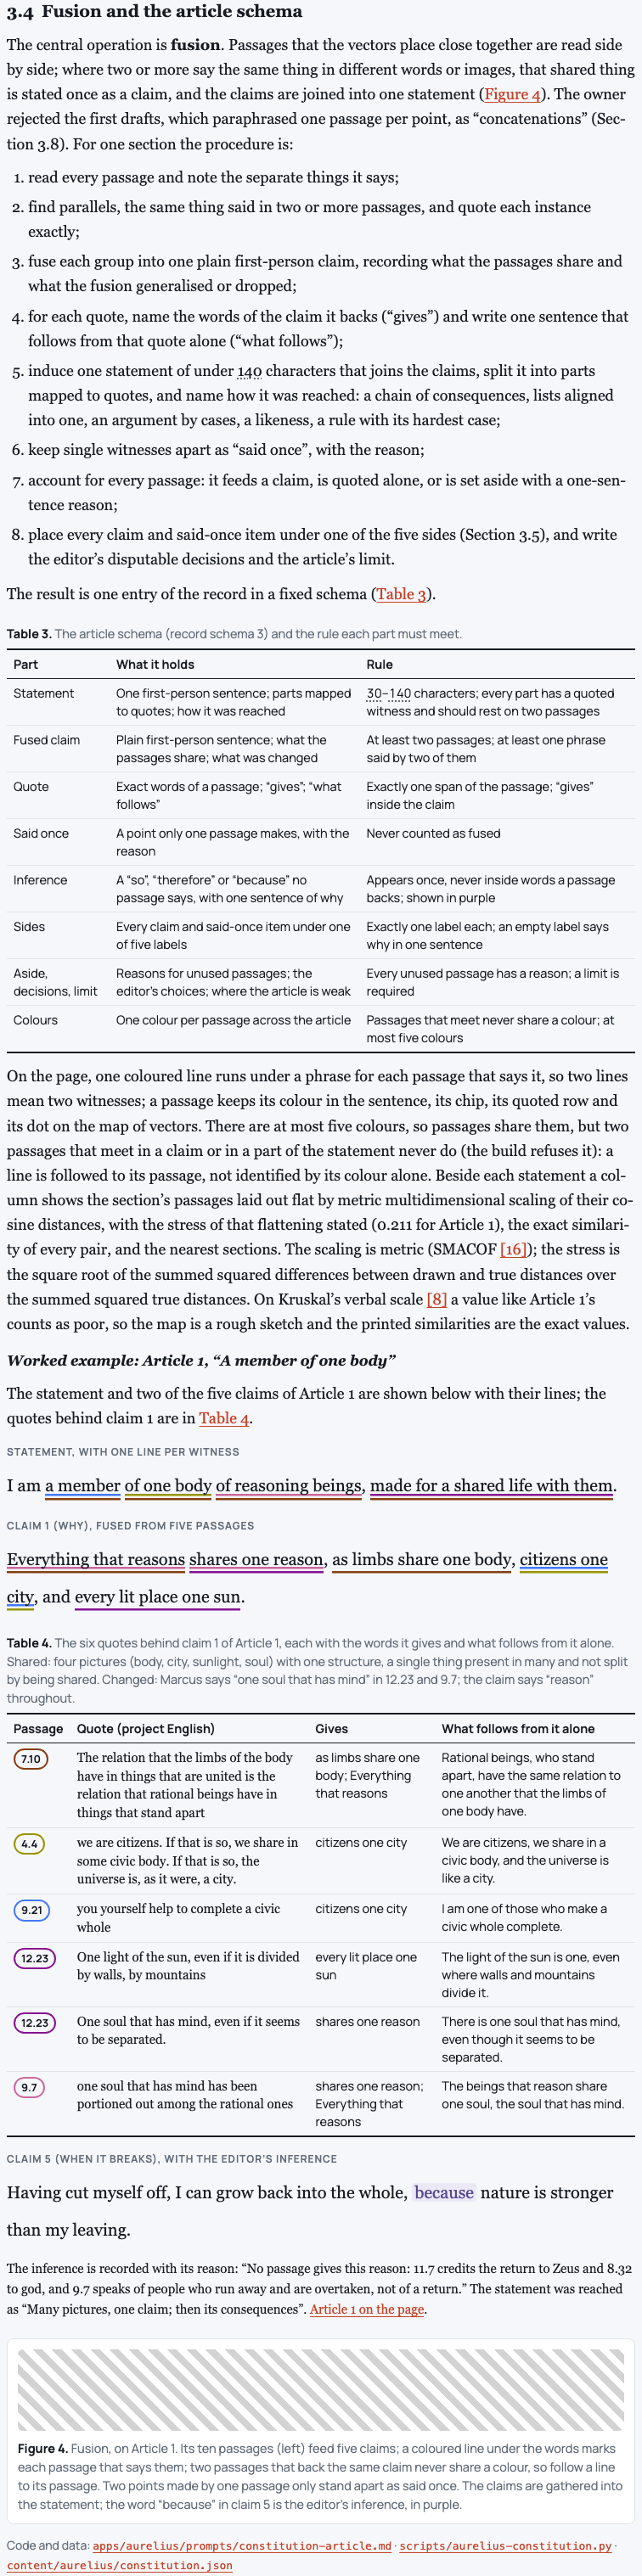 3.4 Fusion and the article schema
The central operation is fusion. Passages that the vectors place close together are read side
by side; where two or more say the same thing in different words or images, that shared thing
is stated once as a claim, and the claims are joined into one statement (Figure 4). The owner
rejected the first drafts, which paraphrased one passage per point, as “concatenations” (Sec-
tion 3.8). For one section the procedure is:
1. read every passage and note the separate things it says;
2. find parallels, the same thing said in two or more passages, and quote each instance
exactly;
3. fuse each group into one plain first-person claim, recording what the passages share and
what the fusion generalised or dropped;
4. for each quote, name the words of the claim it backs (“gives”) and write one sentence that
follows from that quote alone (“what follows”);
5. induce one statement of under 140 characters that joins the claims, split it into parts
mapped to quotes, and name how it was reached: a chain of consequences, lists aligned
into one, an argument by cases, a likeness, a rule with its hardest case;
6. keep single witnesses apart as “said once”, with the reason;
7. account for every passage: it feeds a claim, is quoted alone, or is set aside with a one-sen-
tence reason;
8. place every claim and said-once item under one of the five sides (Section 3.5), and write
the editor’s disputable decisions and the article’s limit.
The result is one entry of the record in a fixed schema (Table 3).
Table 3. The article schema (record schema 3) and the rule each part must meet.
Part What it holds Rule
Statement One first-person sentence; parts mapped 30–140 characters; every part has a quoted
to quotes; how it was reached witness and should rest on two passages
Fused claim Plain first-person sentence; what the At least two passages; at least one phrase
passages share; what was changed said by two of them
Quote Exact words of a passage; “gives”; “what Exactly one span of the passage; “gives”
follows” inside the claim
Said once A point only one passage makes, with the Never counted as fused
reason
Inference A “so”, “therefore” or “because” no Appears once, never inside words a passage
passage says, with one sentence of why backs; shown in purple
Sides Every claim and said-once item under one Exactly one label each; an empty label says
of five labels why in one sentence
Aside, Reasons for unused passages; the Every unused passage has a reason; a limit is
decisions, limit editor’s choices; where the article is weak required
Colours One colour per passage across the article Passages that meet never share a colour; at
most five colours
On the page, one coloured line runs under a phrase for each passage that says it, so two lines
mean two witnesses; a passage keeps its colour in the sentence, its chip, its quoted row and
its dot on the map of vectors. There are at most five colours, so passages share them, but two
passages that meet in a claim or in a part of the statement never do (the build refuses it): a
line is followed to its passage, not identified by its colour alone. Beside each statement a col-
umn shows the section’s passages laid out flat by metric multidimensional scaling of their co-
sine distances, with the stress of that flattening stated (0.211 for Article 1), the exact similari-
ty of every pair, and the nearest sections. The scaling is metric (SMACOF [16]); the stress is
the square root of the summed squared differences between drawn and true distances over
the summed squared true distances. On Kruskal’s verbal scale [8] a value like Article 1’s
counts as poor, so the map is a rough sketch and the printed similarities are the exact values.
Worked example: Article 1, “A member of one body”
The statement and two of the five claims of Article 1 are shown below with their lines; the
quotes behind claim 1 are in Table 4.
STATEMENT, WITH ONE LINE PER WITNESS
I am a member of one body of reasoning beings, made for a shared life with them.
CLAIM 1 (WHY), FUSED FROM FIVE PASSAGES
Everything that reasons shares one reason, as limbs share one body, citizens one
city, and every lit place one sun.
Table 4. The six quotes behind claim 1 of Article 1, each with the words it gives and what follows from it alone.
Shared: four pictures (body, city, sunlight, soul) with one structure, a single thing present in many and not split
by being shared. Changed: Marcus says “one soul that has mind” in 12.23 and 9.7; the claim says “reason”
throughout.
Passage Quote (project English) Gives What follows from it alone
7.10 The relation that the limbs of the body as limbs share one Rational beings, who stand
have in things that are united is the body; Everything apart, have the same relation to
relation that rational beings have in that reasons one another that the limbs of
things that stand apart one body have.
4.4 we are citizens. If that is so, we share in citizens one city We are citizens, we share in a
some civic body. If that is so, the civic body, and the universe is
universe is, as it were, a city. like a city.
9.21 you yourself help to complete a civic citizens one city I am one of those who make a
whole civic whole complete.
12.23 One light of the sun, even if it is divided every lit place one The light of the sun is one, even
by walls, by mountains sun where walls and mountains
divide it.
12.23 One soul that has mind, even if it seems shares one reason There is one soul that has mind,
to be separated. even though it seems to be
separated.
9.7 one soul that has mind has been shares one reason; The beings that reason share
portioned out among the rational ones Everything that one soul, the soul that has mind.
reasons
CLAIM 5 (WHEN IT BREAKS), WITH THE EDITOR’S INFERENCE
Having cut myself off, I can grow back into the whole, because nature is stronger
than my leaving.
The inference is recorded with its reason: “No passage gives this reason: 11.7 credits the return to Zeus and 8.32
to god, and 9.7 speaks of people who run away and are overtaken, not of a return.” The statement was reached
as “Many pictures, one claim; then its consequences”. Article 1 on the page.
Figure 4. Fusion, on Article 1. Its ten passages (left) feed five claims; a coloured line under the words marks
each passage that says them; two passages that back the same claim never share a colour, so follow a line
to its passage. Two points made by one passage only stand apart as said once. The claims are gathered into
the statement; the word “because” in claim 5 is the editor’s inference, in purple.
Code and data: apps/aurelius/prompts/constitution-article.md · scripts/aurelius-constitution.py ·
content/aurelius/constitution.json